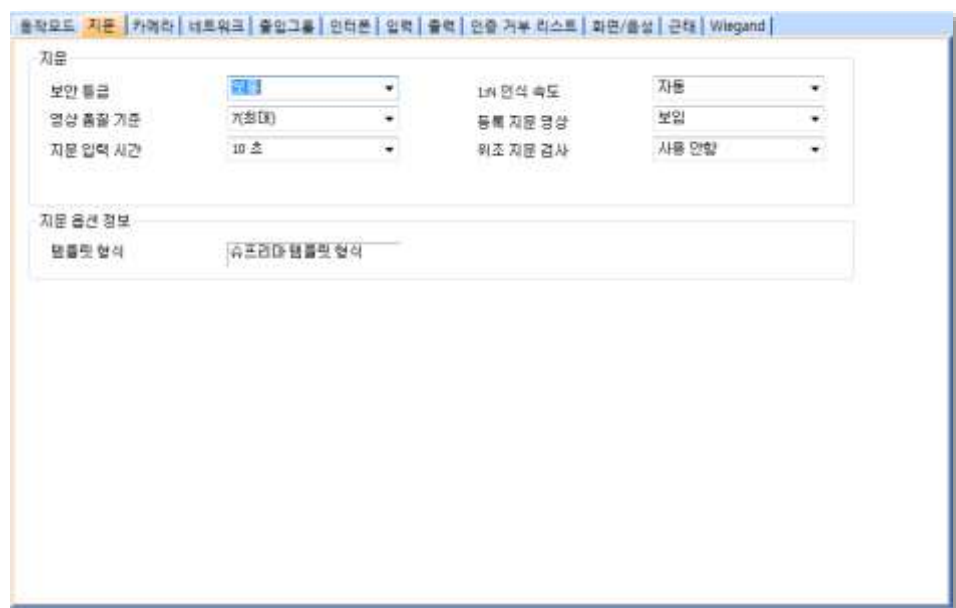 동작모드 지문 카메라 네트워크 출입그룹 인터폰 입력 출력 인증 거부 리스트 화면/음성 근태 Wiegand
지문
보안 등급 보통 1:N 인식 속도 자동
영상 품질 기준 7(최대) 등록 지문 영상 보임
지문 입력 시간 10 초 위조 지문 검사 사용 안함
지문 옵션 정보
템플릿 형식 슈프리마 템플릿 형식